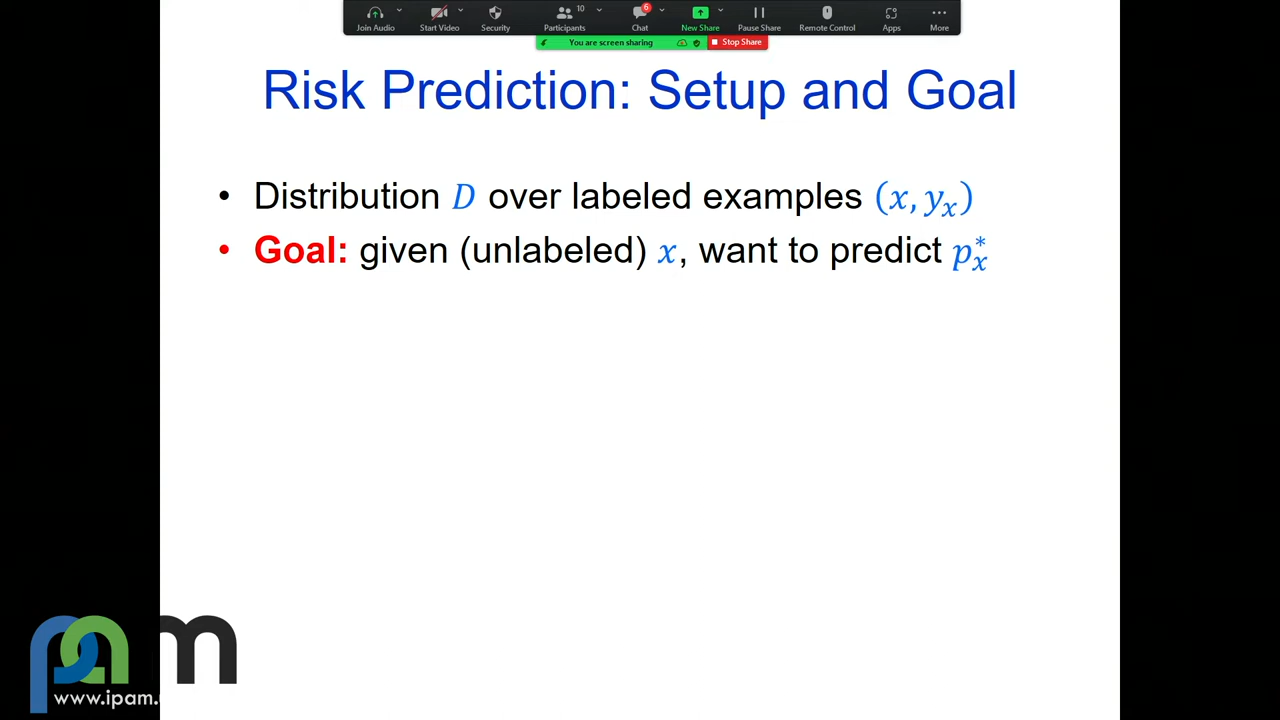 Join Audio
Start Video
Security
Participants 10
Chat 6
New Share
Pause Share
Remote Control
Apps
More
You are screen sharing
Stop Share
Risk Prediction: Setup and Goal
• Distribution D over labeled examples (x, yₓ)
• Goal: given (unlabeled) x, want to predict p*ₓ
pam
www.ipam.